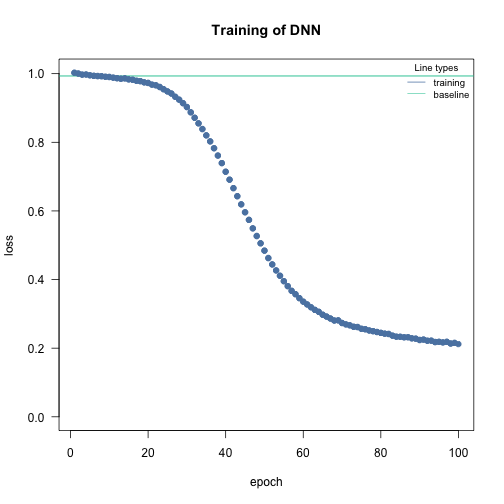 Training of DNN
Line types
training
baseline
1.0
0.8
0.6
0.4
0.2
0.0
loss
0 20 40 60 80 100
epoch